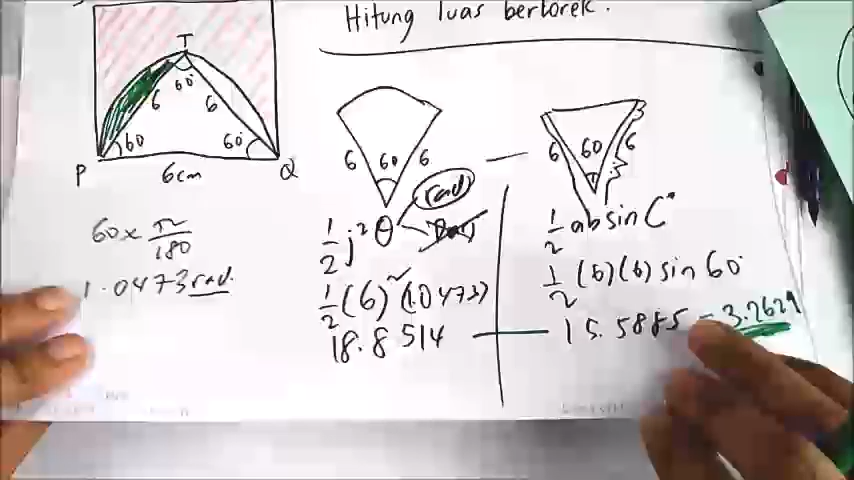 Hitung luas berlorek.
T
60°
6
6
60
60°
P
6cm
Q
60 x π/180
1.0473 rad.
6 60 6
rad
1/2 j² θ
1/2 (6)² (1.0473)
18.8514
—
6 60 6
1/2 ab sin C°
1/2 (6)(6) sin 60°
15.5885 = 3.2629